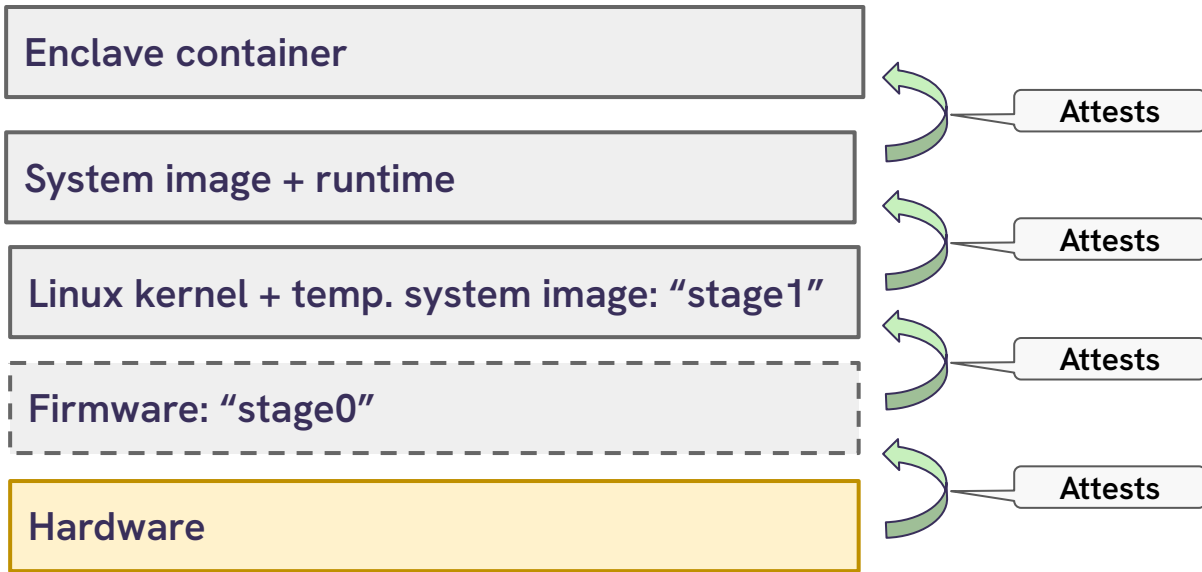 Enclave container
Attests
System image + runtime
Attests
Linux kernel + temp. system image: “stage1”
Attests
Firmware: “stage0”
Attests
Hardware